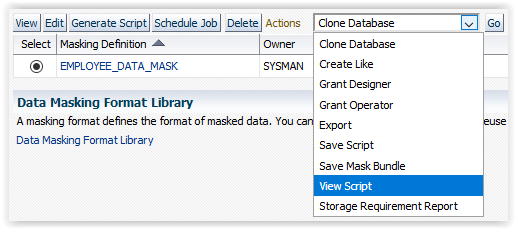 View Edit Generate Script Schedule Job Delete Actions Clone Database Go
Select Masking Definition Owner
EMPLOYEE_DATA_MASK SYSMAN
Clone Database
Create Like
Grant Designer
Grant Operator
Export
Save Script
Save Mask Bundle
View Script
Storage Requirement Report
Data Masking Format Library
A masking format defines the format of masked data. You can euse
Data Masking Format Library